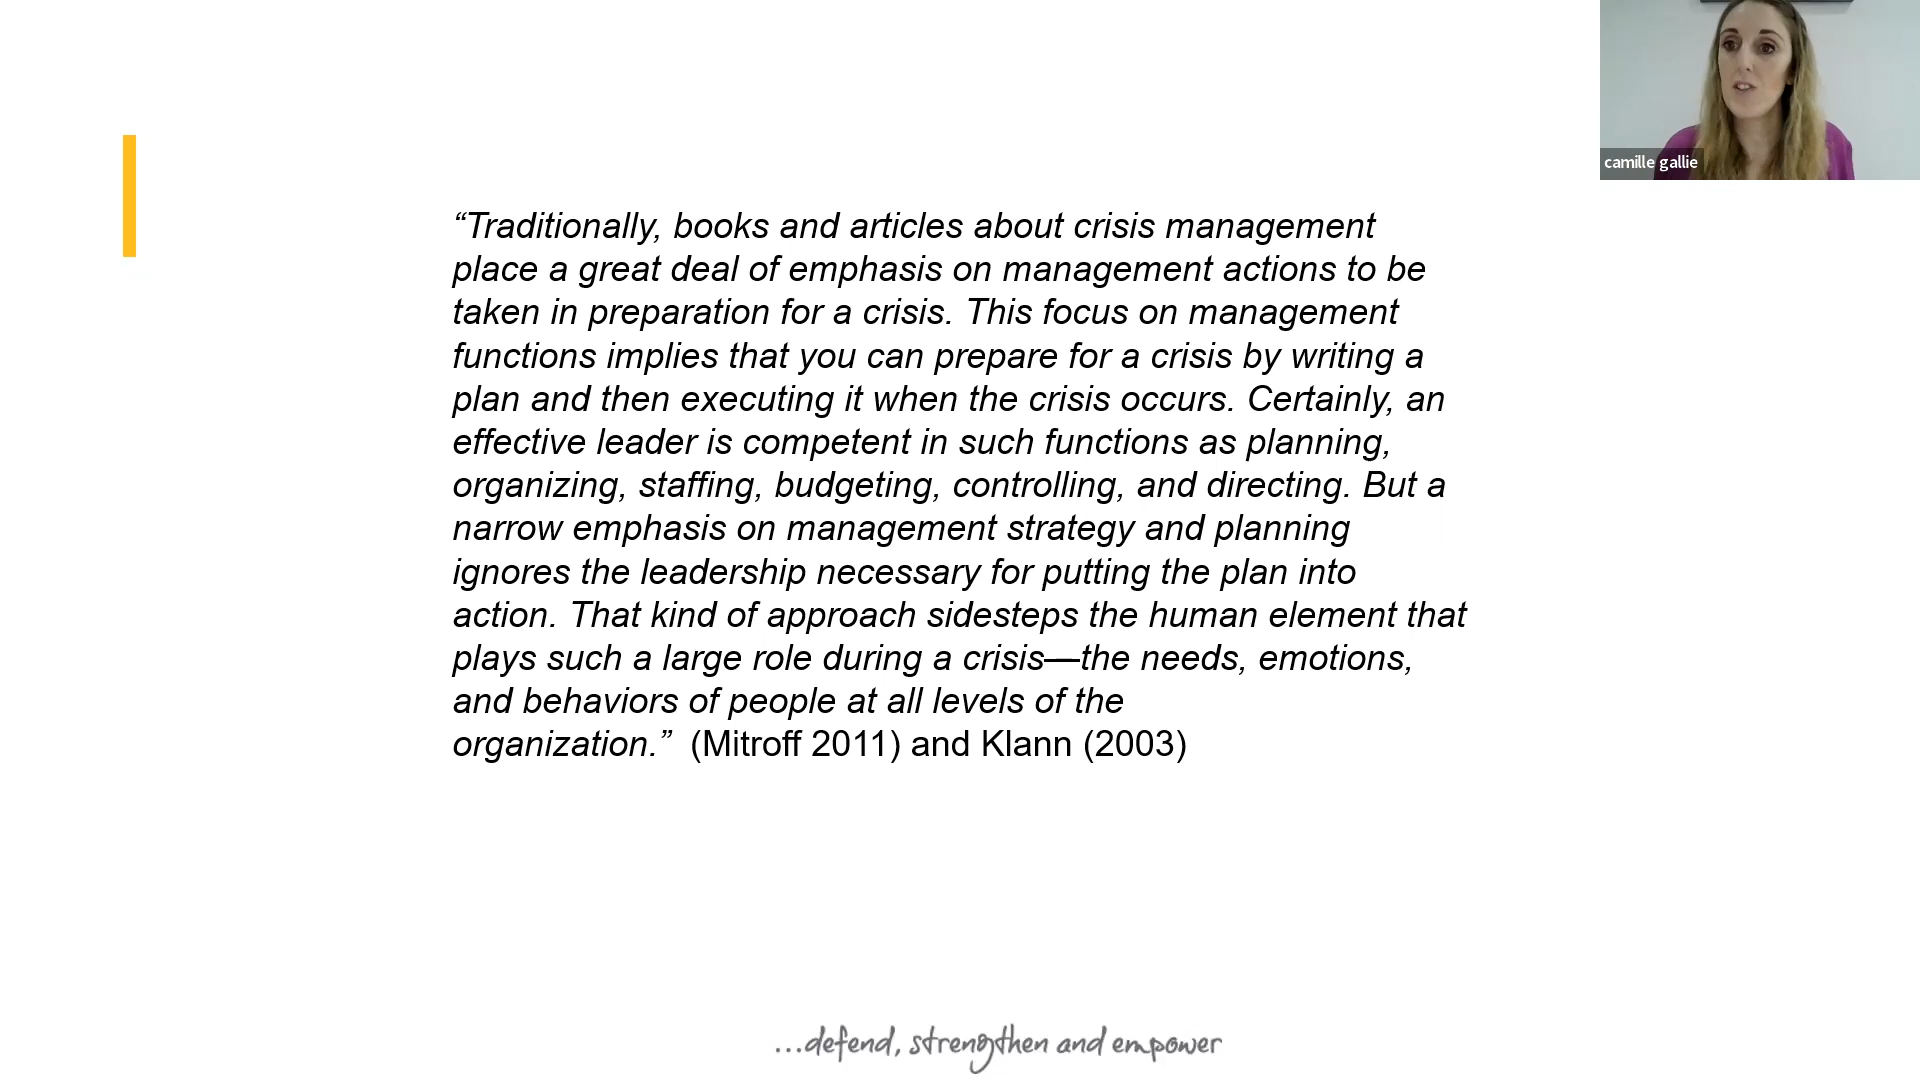 camille gallie
“Traditionally, books and articles about crisis management
place a great deal of emphasis on management actions to be
taken in preparation for a crisis. This focus on management
functions implies that you can prepare for a crisis by writing a
plan and then executing it when the crisis occurs. Certainly, an
effective leader is competent in such functions as planning,
organizing, staffing, budgeting, controlling, and directing. But a
narrow emphasis on management strategy and planning
ignores the leadership necessary for putting the plan into
action. That kind of approach sidesteps the human element that
plays such a large role during a crisis—the needs, emotions,
and behaviors of people at all levels of the
organization.” (Mitroff 2011) and Klann (2003)
...defend, strengthen and empower